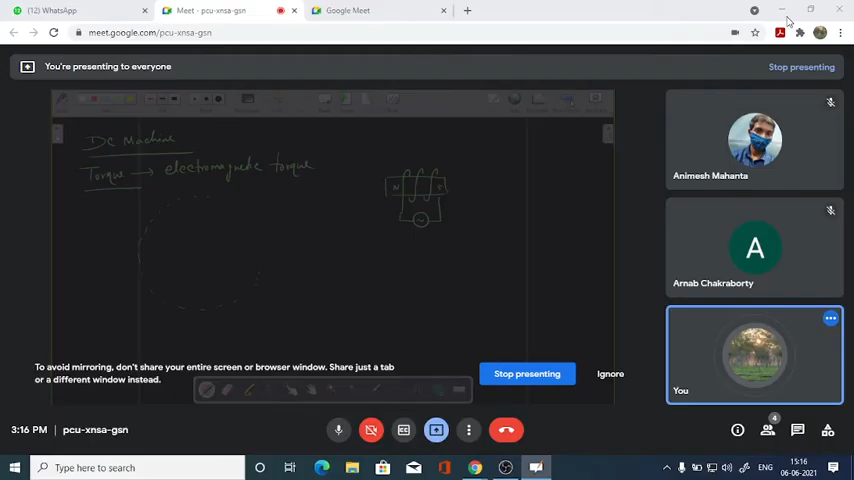 (12) WhatsApp
Meet - pcu-xnsa-gsn
Google Meet
meet.google.com/pcu-xnsa-gsn
You're presenting to everyone
Stop presenting
DC Machine
Torque → electromagnetic torque
N
~
Animesh Mahanta
A
Arnab Chakraborty
You
To avoid mirroring, don't share your entire screen or browser window. Share just a tab
or a different window instead.
Stop presenting
Ignore
3:16 PM
pcu-xnsa-gsn
4
Type here to search
ENG
15:16
06-06-2021